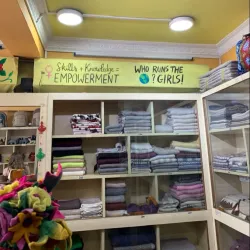 Skills + Knowledge =
EMPOWERMENT
WHO RUNS THE
? GIRLS!